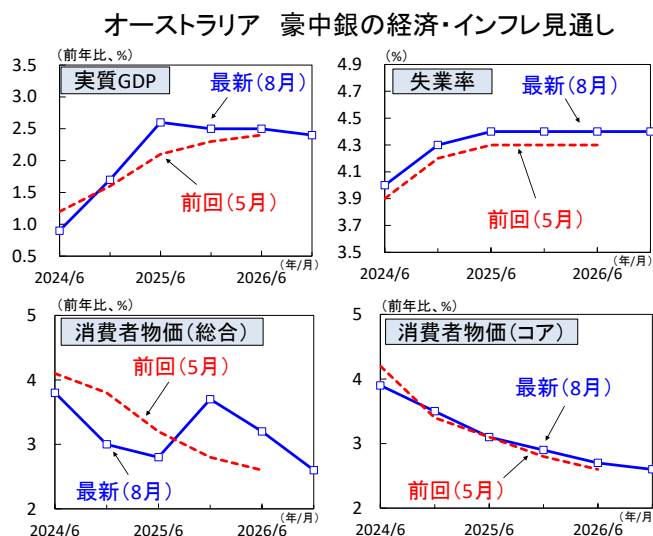 オーストラリア　豪中銀の経済・インフレ見通し
(前年比、%)
実質GDP
最新(8月)
前回(5月)
3.5
3.0
2.5
2.0
1.5
1.0
0.5
2024/6 2025/6 2026/6
(年/月)
(%)
失業率
最新(8月)
前回(5月)
4.9
4.7
4.5
4.3
4.1
3.9
3.7
3.5
2024/6 2025/6 2026/6
(年/月)
(前年比、%)
消費者物価(総合)
前回(5月)
最新(8月)
5
4
3
2
2024/6 2025/6 2026/6
(年/月)
(前年比、%)
消費者物価(コア)
最新(8月)
前回(5月)
5
4
3
2
2024/6 2025/6 2026/6
(年/月)